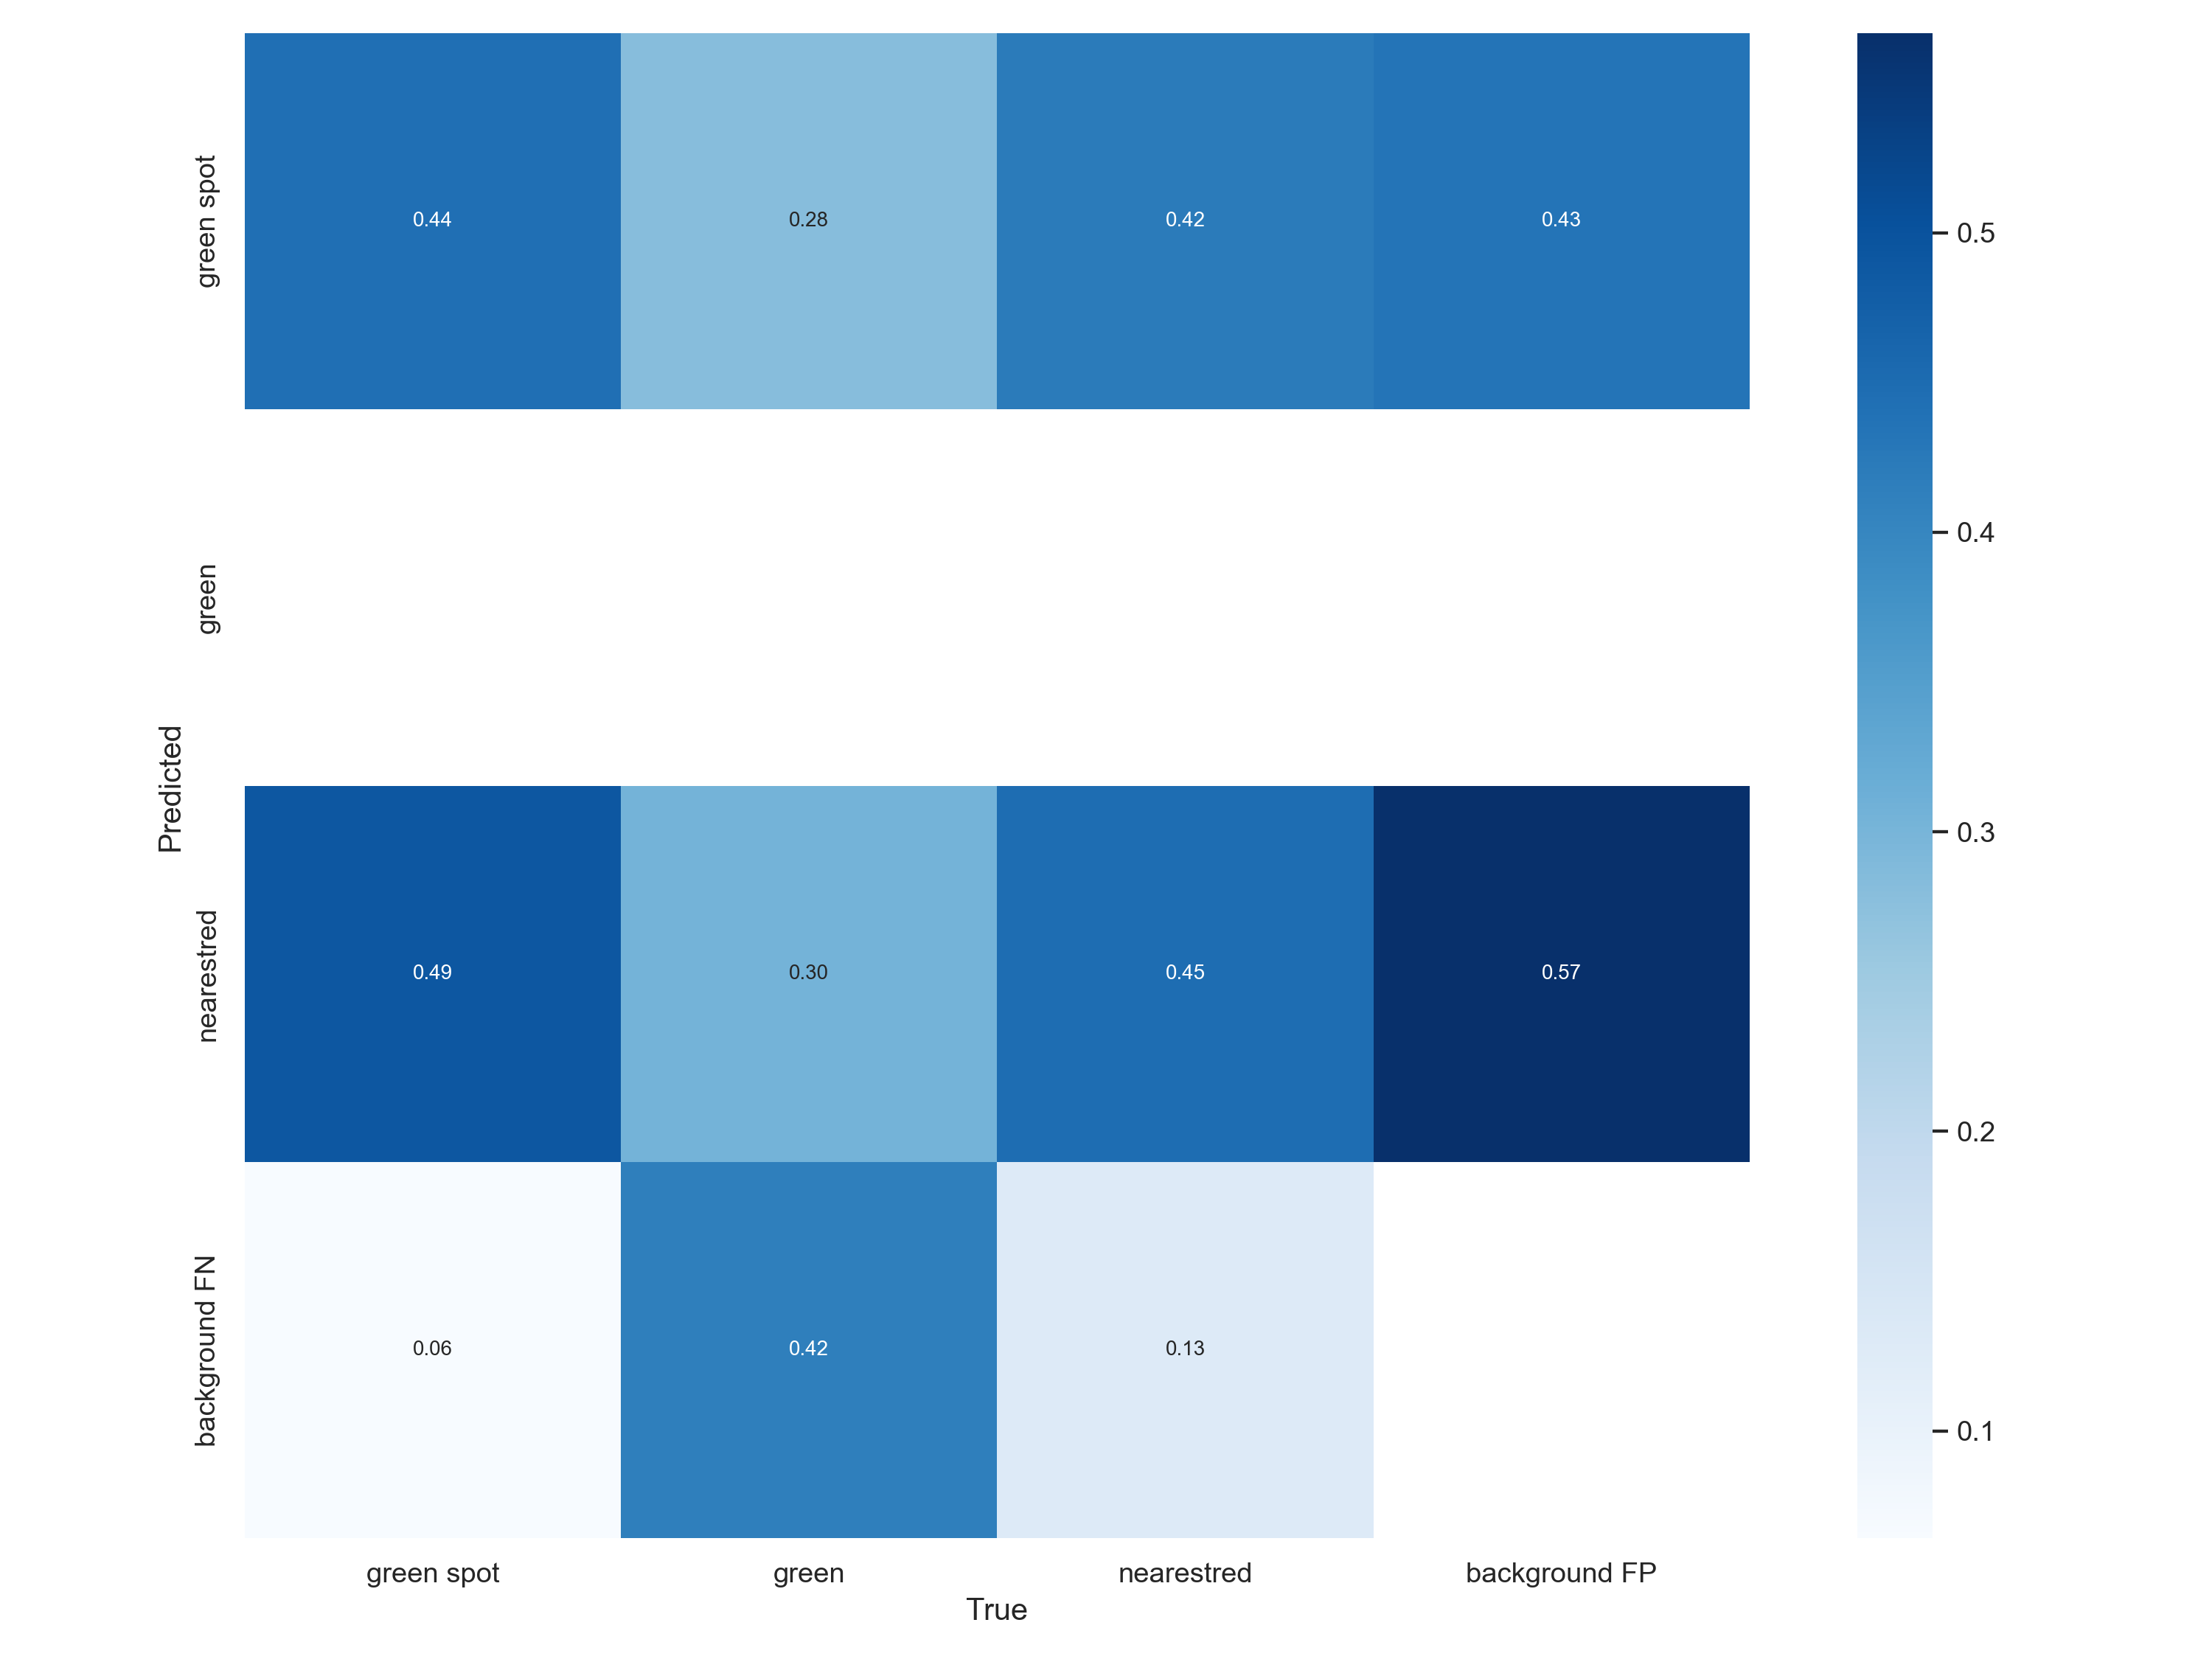 green spot
0.44 0.28 0.42 0.43
green
nearestred
0.49 0.30 0.45 0.57
background FN
0.06 0.42 0.13
Predicted
green spot green nearestred background FP
True
0.5
0.4
0.3
0.2
0.1